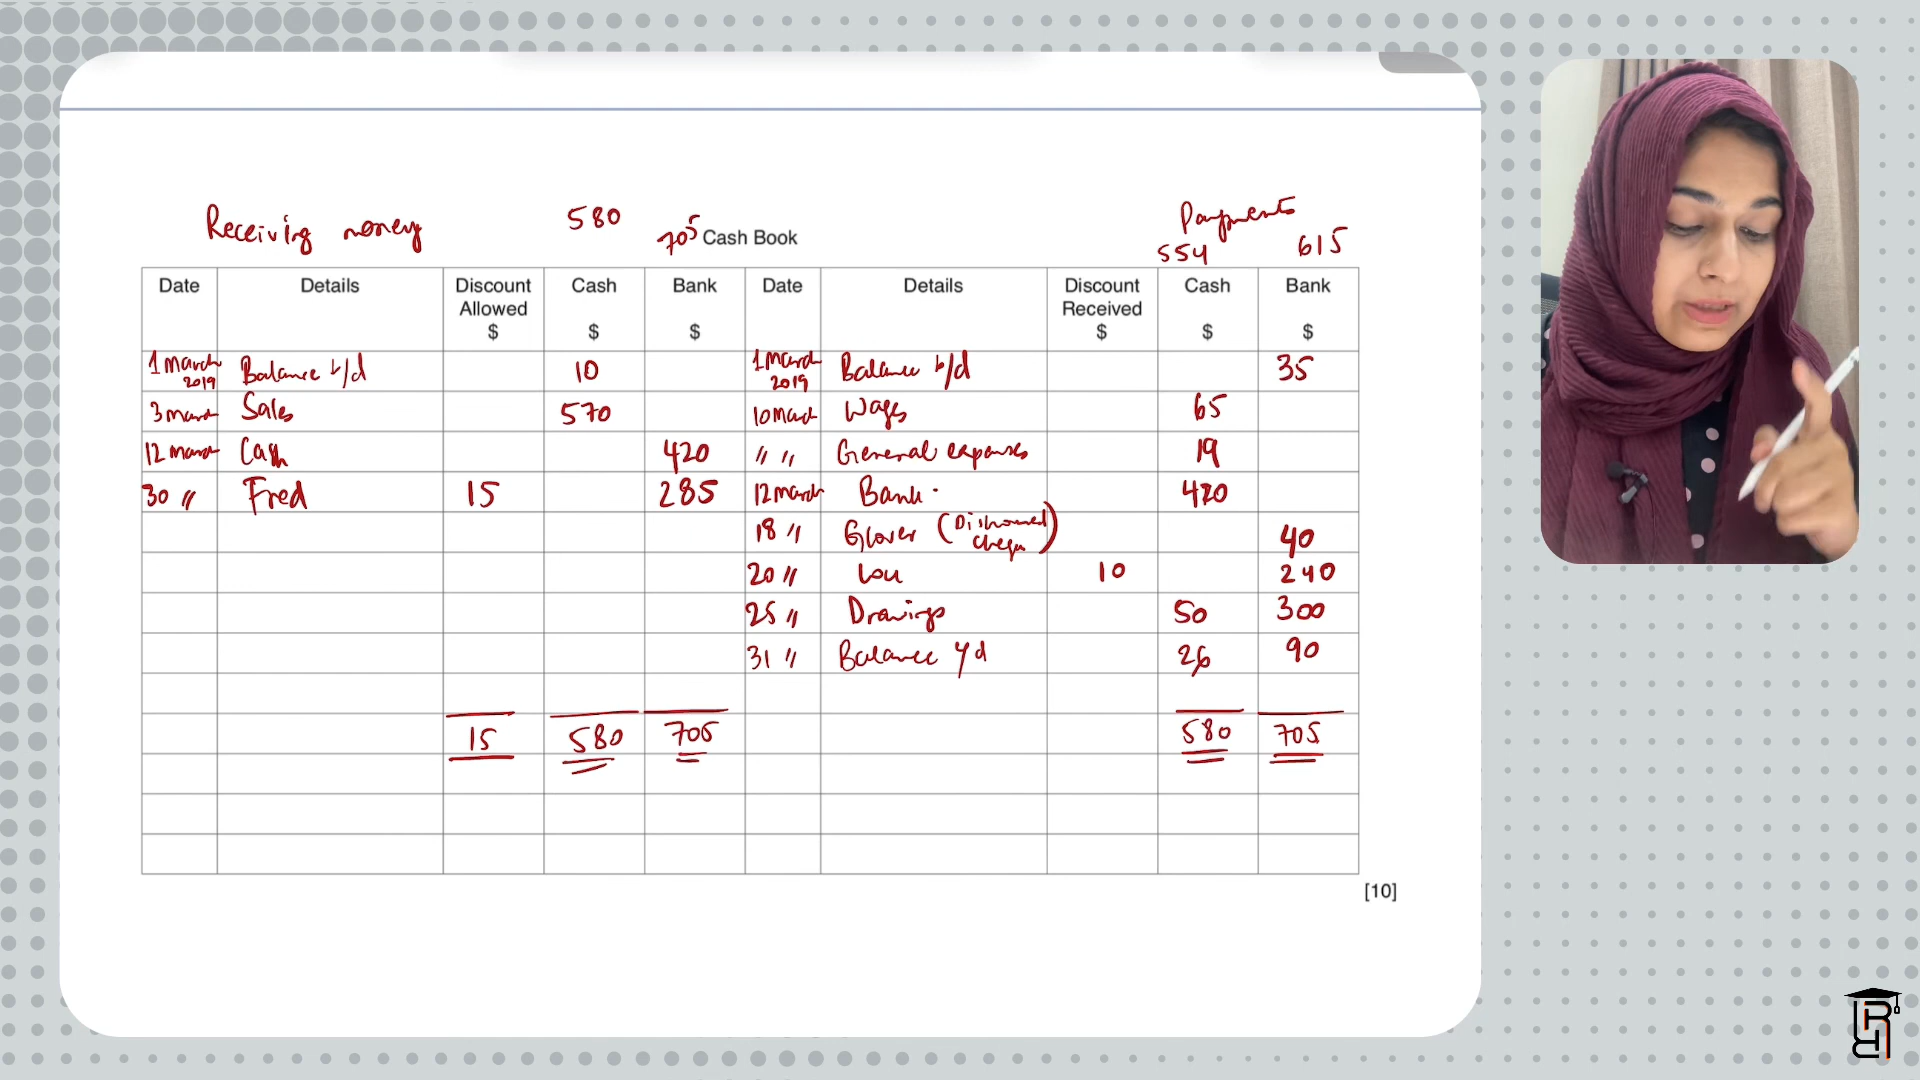 Receiving money 580 Payments
705 Cash Book 554 615
Date Details Discount Allowed $ Cash $ Bank $ Date Details Discount Received $ Cash $ Bank $
1 March 2019 Balance b/d 10 1 March 2019 Balance b/d 35
3 march Sales 570 10 March Wages 65
12 march Cash 420 " " General expenses 19
30 " Fred 15 285 12 march Bank 420
18 " Glover (Dishonured cheque) 40
20 " Lou 10 240
25 " Drawings 50 300
31 " Balance c/d 26 90
15 580 705 580 705
[10]